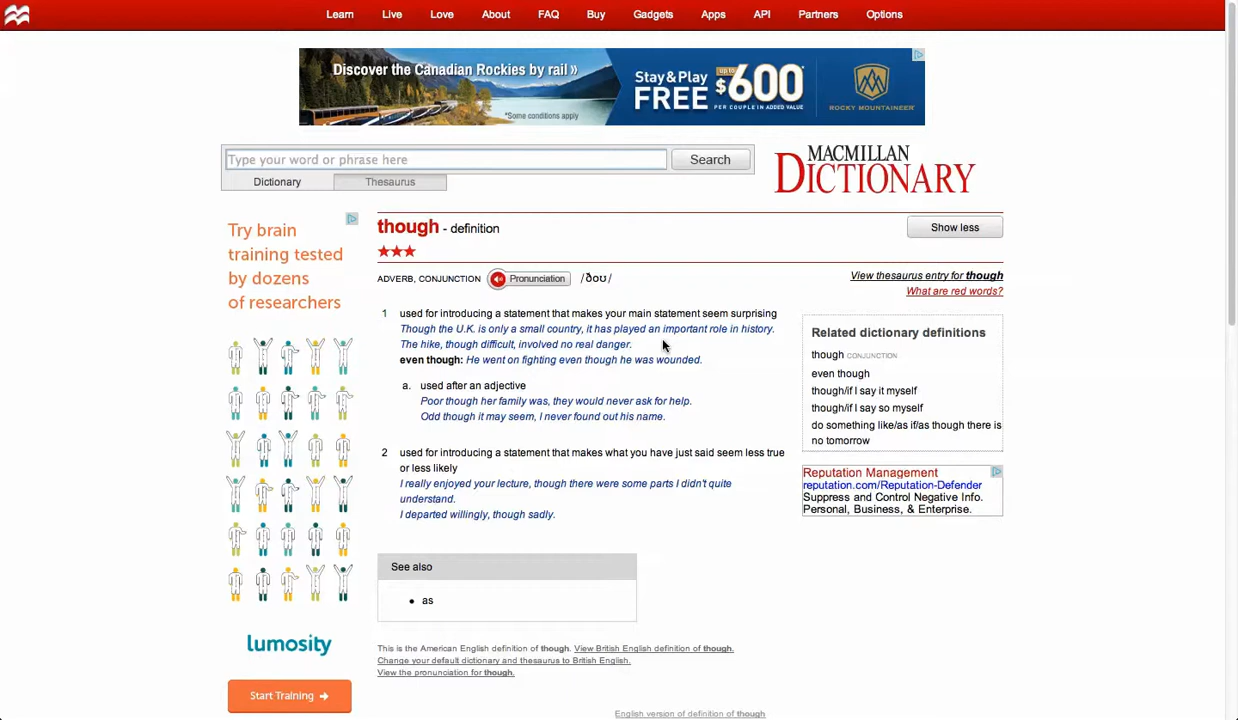 Learn Live Love About FAQ Buy Gadgets Apps API Partners Options
Discover the Canadian Rockies by rail »
*Some conditions apply
Stay & Play
FREE
up to
$600*
PER COUPLE IN ADDED VALUE
ROCKY MOUNTAINEER
Type your word or phrase here
Search
Dictionary
Thesaurus
MACMILLAN
DICTIONARY
Try brain
training tested
by dozens
of researchers
lumosity
Start Training
though - definition
Show less
ADVERB, CONJUNCTION Pronunciation /ðoʊ/
View thesaurus entry for though
What are red words?
1 used for introducing a statement that makes your main statement seem surprising
Though the U.K. is only a small country, it has played an important role in history.
The hike, though difficult, involved no real danger.
even though: He went on fighting even though he was wounded.
a. used after an adjective
Poor though her family was, they would never ask for help.
Odd though it may seem, I never found out his name.
2 used for introducing a statement that makes what you have just said seem less true
or less likely
I really enjoyed your lecture, though there were some parts I didn't quite
understand.
I departed willingly, though sadly.
See also
• as
This is the American English definition of though. View British English definition of though.
Change your default dictionary and thesaurus to British English.
View the pronunciation for though.
English version of definition of though
Related dictionary definitions
though CONJUNCTION
even though
though/if I say it myself
though/if I say so myself
do something like/as if/as though there is
no tomorrow
Reputation Management
reputation.com/Reputation-Defender
Suppress and Control Negative Info.
Personal, Business, & Enterprise.